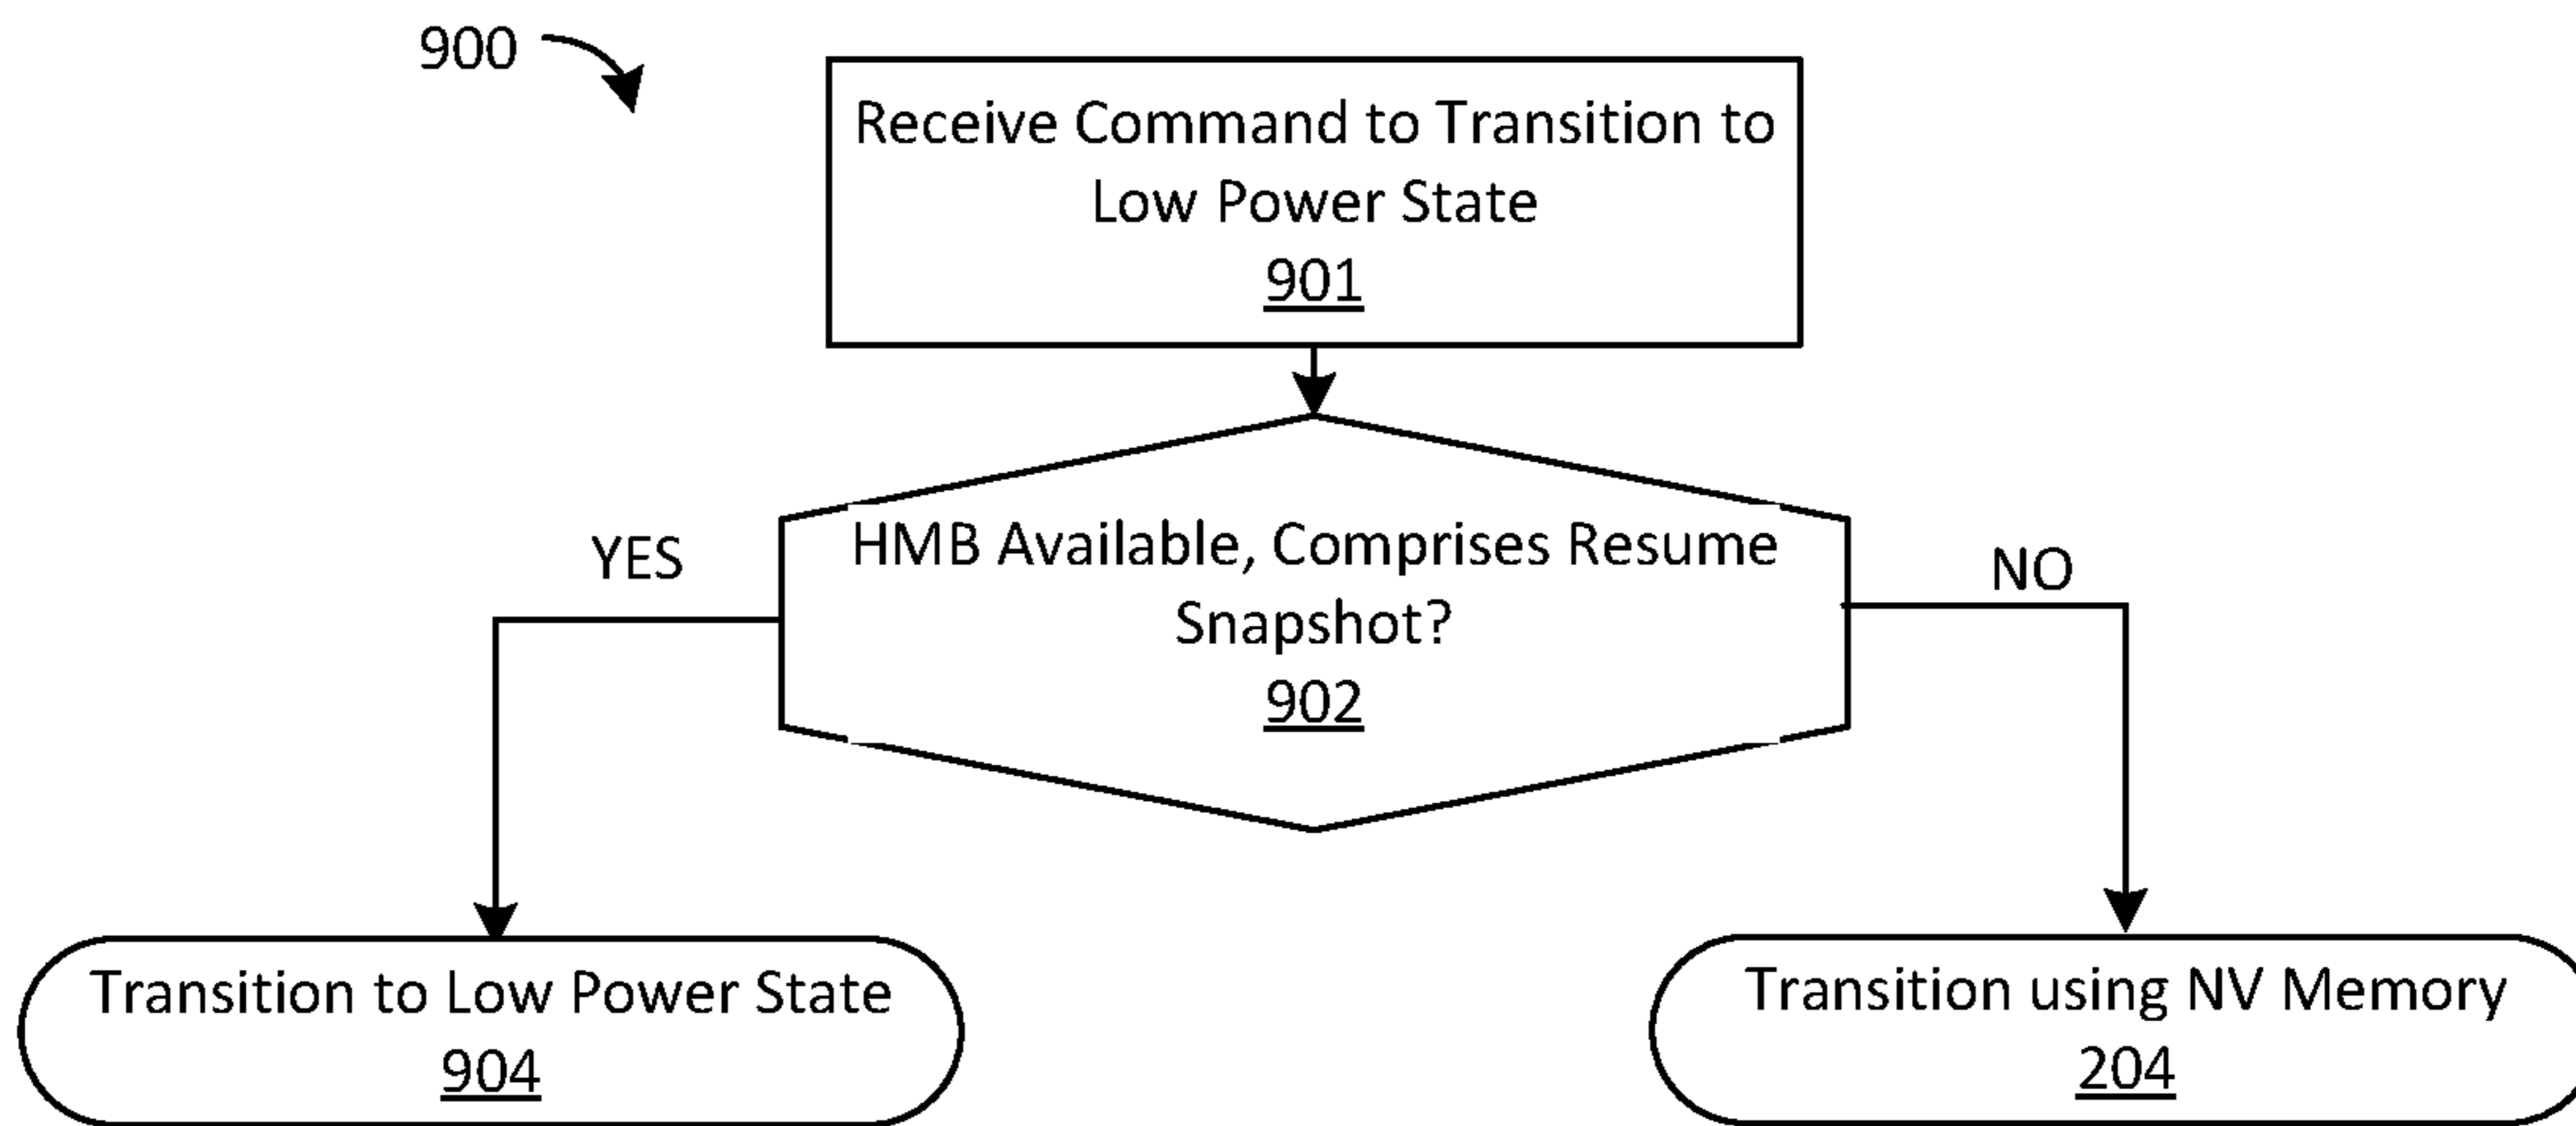 900
Receive Command to Transition to
Low Power State
901
HMB Available, Comprises Resume
Snapshot?
902
YES
NO
Transition to Low Power State
904
Transition using NV Memory
204